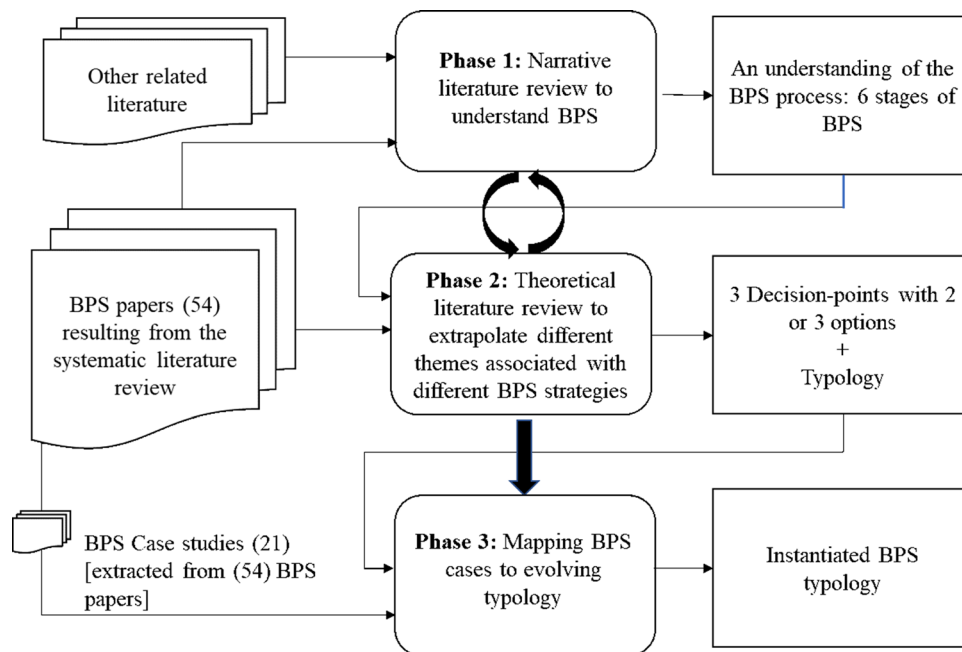 Other related
literature
Phase 1: Narrative
literature review to
understand BPS
An understanding of the
BPS process: 6 stages of
BPS
BPS papers (54)
resulting from the
systematic literature
review
Phase 2: Theoretical
literature review to
extrapolate different
themes associated with
different BPS strategies
3 Decision-points with 2
or 3 options
+
Typology
BPS Case studies (21)
[extracted from (54) BPS
papers]
Phase 3: Mapping BPS
cases to evolving
typology
Instantiated BPS
typology